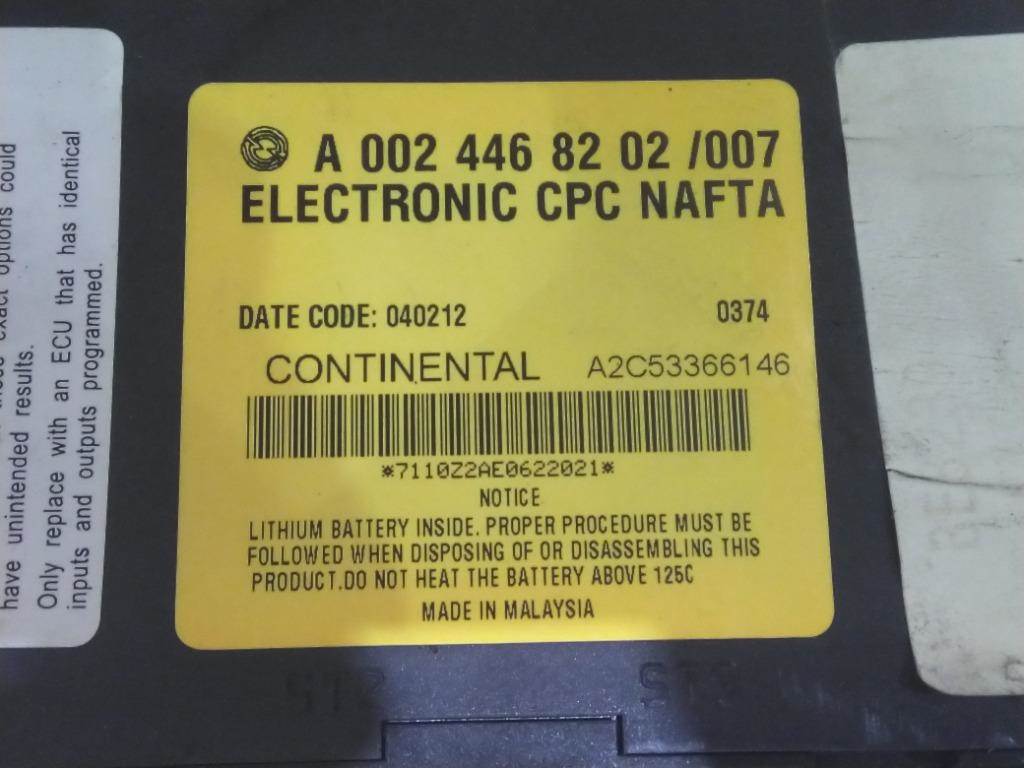 have unintended results.
Only replace with an ECU that has identical
inputs and outputs programmed.
A 002 446 82 02 /007
ELECTRONIC CPC NAFTA
DATE CODE: 040212 0374
CONTINENTAL A2C53366146
*7110Z2AE0622021*
NOTICE
LITHIUM BATTERY INSIDE. PROPER PROCEDURE MUST BE
FOLLOWED WHEN DISPOSING OF OR DISASSEMBLING THIS
PRODUCT.DO NOT HEAT THE BATTERY ABOVE 125C
MADE IN MALAYSIA